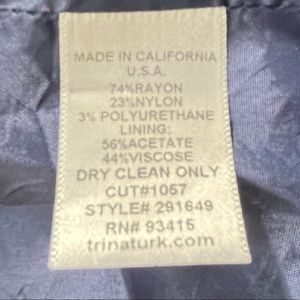 MADE IN CALIFORNIA
U.S.A.
74%RAYON
23%NYLON
3% POLYURETHANE
LINING:
56%ACETATE
44%VISCOSE
DRY CLEAN ONLY
CUT#1057
STYLE# 291649
RN# 93415
trinaturk.com